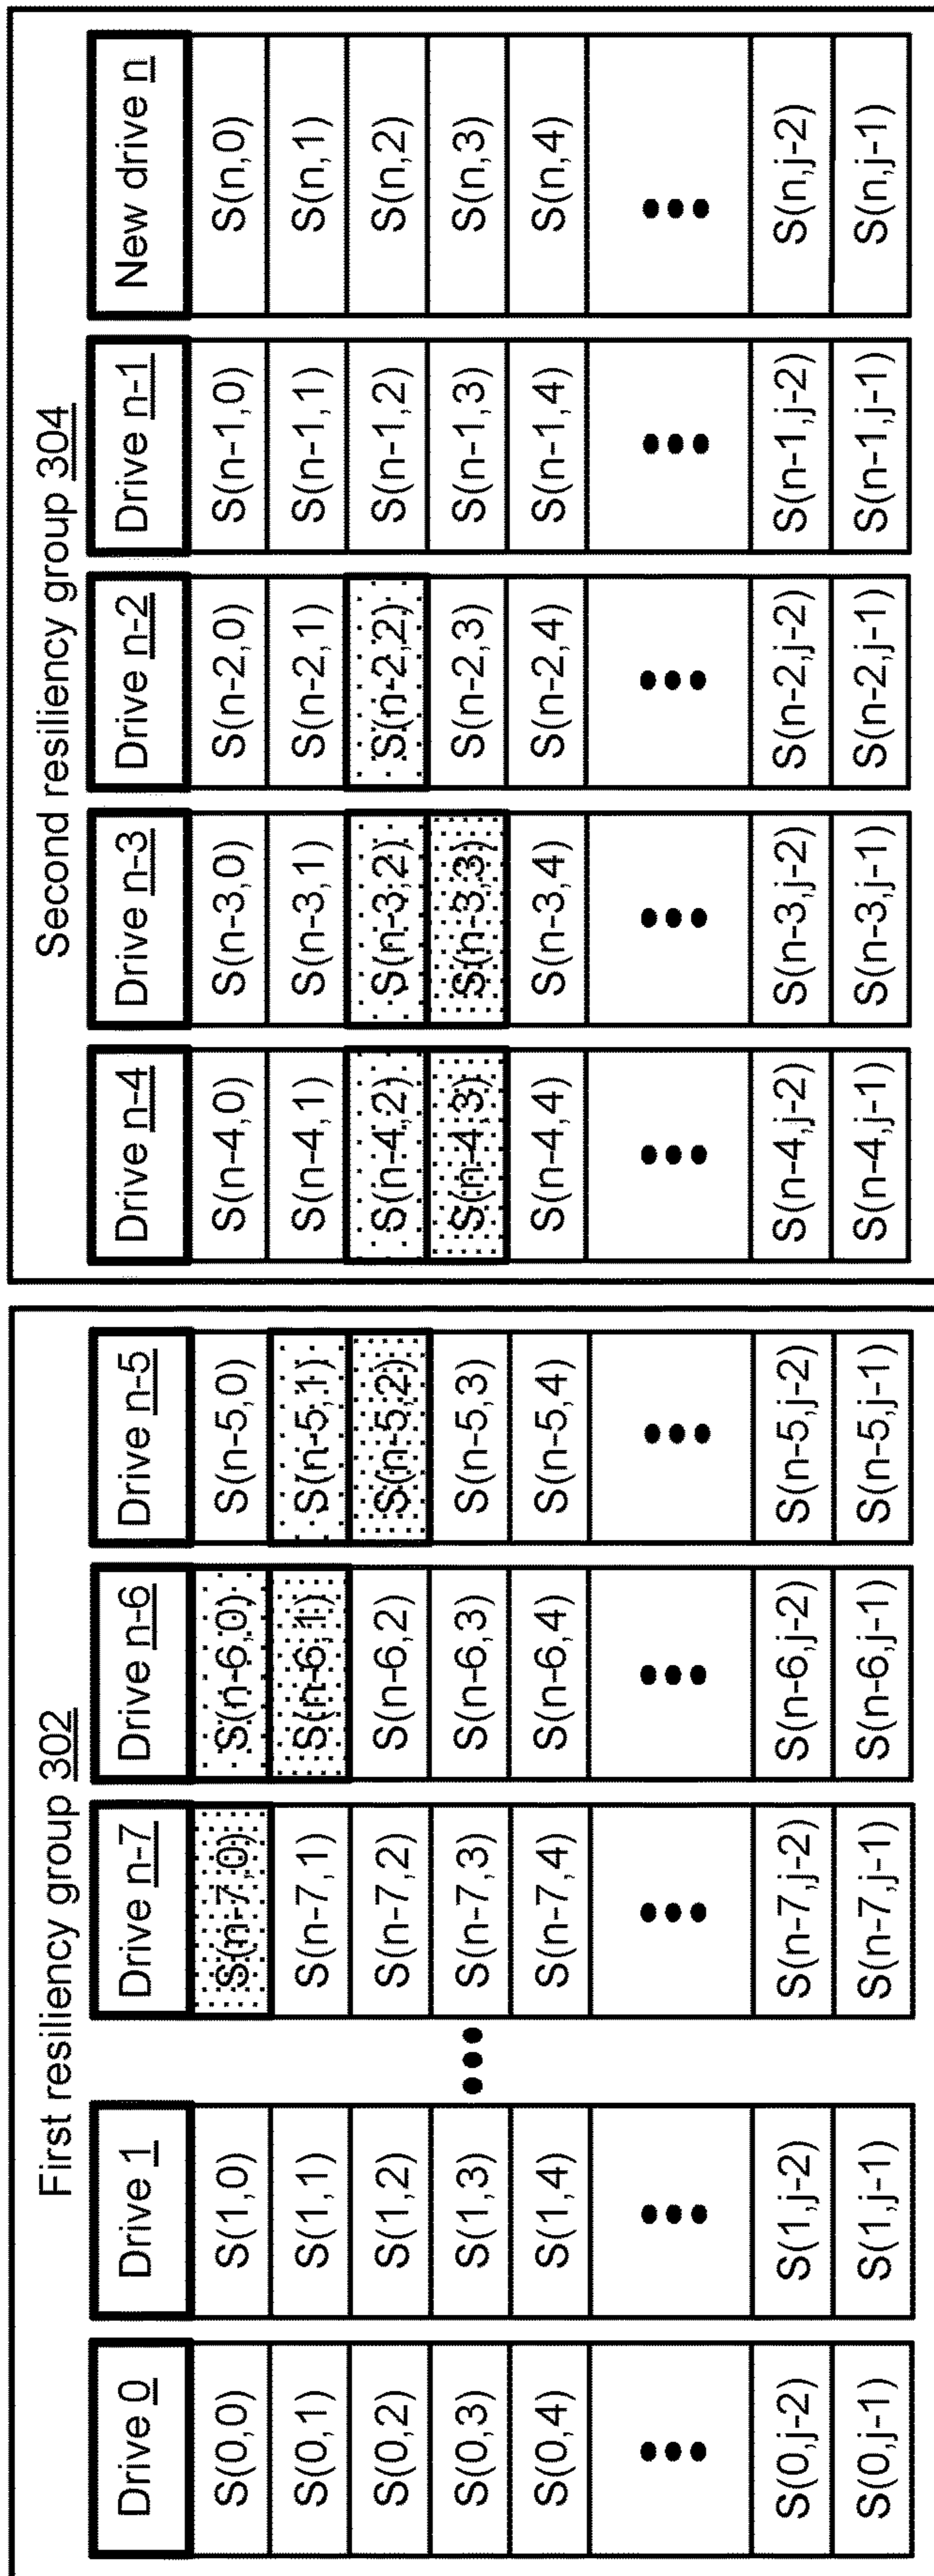 First resiliency group 302
Drive 0
S(0,0)
S(0,1)
S(0,2)
S(0,3)
S(0,4)
S(0,j-2)
S(0,j-1)
Drive 1
S(1,0)
S(1,1)
S(1,2)
S(1,3)
S(1,4)
S(1,j-2)
S(1,j-1)
Drive n-7
S(n-7,0)
S(n-7,1)
S(n-7,2)
S(n-7,3)
S(n-7,4)
S(n-7,j-2)
S(n-7,j-1)
Drive n-6
S(n-6,0)
S(n-6,1)
S(n-6,2)
S(n-6,3)
S(n-6,4)
S(n-6,j-2)
S(n-6,j-1)
Drive n-5
S(n-5,0)
S(n-5,1)
S(n-5,2)
S(n-5,3)
S(n-5,4)
S(n-5,j-2)
S(n-5,j-1)
Second resiliency group 304
Drive n-4
S(n-4,0)
S(n-4,1)
S(n-4,2)
S(n-4,3)
S(n-4,4)
S(n-4,j-2)
S(n-4,j-1)
Drive n-3
S(n-3,0)
S(n-3,1)
S(n-3,2)
S(n-3,3)
S(n-3,4)
S(n-3,j-2)
S(n-3,j-1)
Drive n-2
S(n-2,0)
S(n-2,1)
S(n-2,2)
S(n-2,3)
S(n-2,4)
S(n-2,j-2)
S(n-2,j-1)
Drive n-1
S(n-1,0)
S(n-1,1)
S(n-1,2)
S(n-1,3)
S(n-1,4)
S(n-1,j-2)
S(n-1,j-1)
New drive n
S(n,0)
S(n,1)
S(n,2)
S(n,3)
S(n,4)
S(n,j-2)
S(n,j-1)